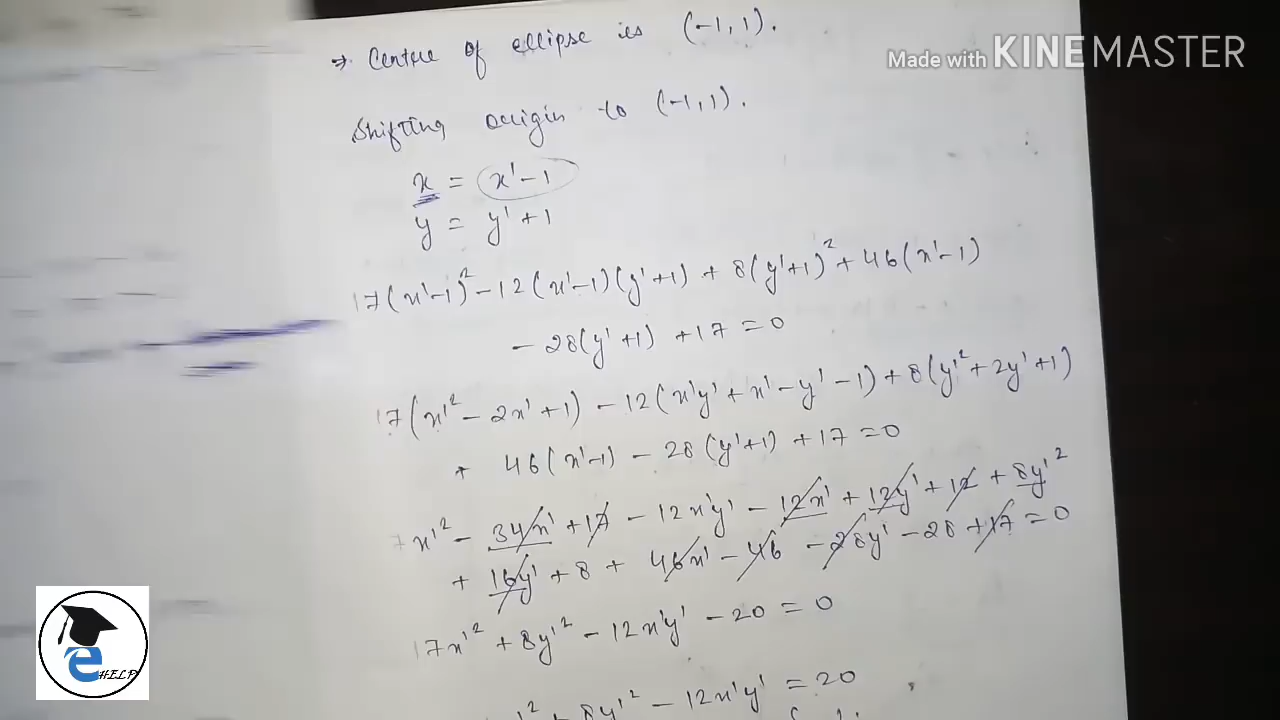 ⇒ Centre of ellipse is (-1,1).
Made with KINEMASTER
Shifting origin to (-1,1).
x = x' - 1
y = y' + 1
17(x'-1)² - 12(x'-1)(y'+1) + 8(y'+1)² + 46(x'-1)
- 28(y'+1) + 17 = 0
17(x'² - 2x' + 1) - 12(x'y' + x' - y' - 1) + 8(y'² + 2y' + 1)
+ 46(x'-1) - 28(y'+1) + 17 = 0
7x'² - 34x' + 17 - 12x'y' - 12x' + 12y' + 12 + 8y'²
+ 16y' + 8 + 46x' - 46 - 28y' - 28 + 17 = 0
17x'² + 8y'² - 12x'y' - 20 = 0
+ 8y'² - 12x'y' = 20
e HELP